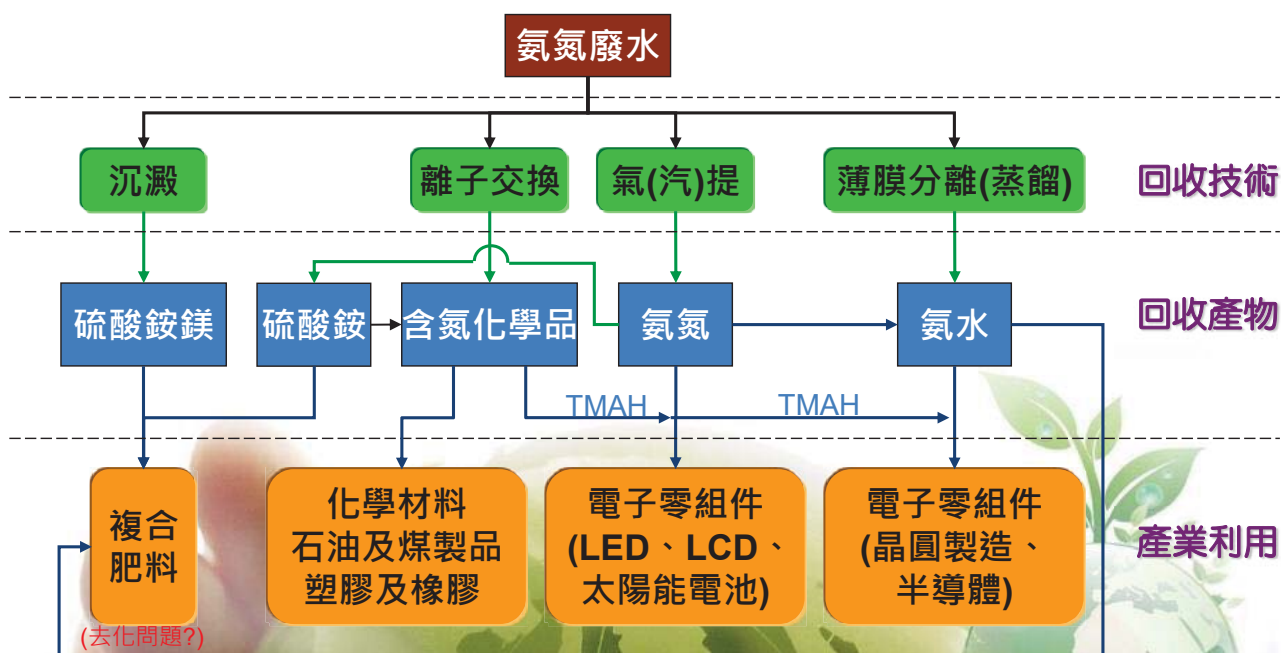 氨氮廢水
沉澱
離子交換
氣(汽)提
薄膜分離(蒸餾)
回收技術
硫酸銨鎂
硫酸銨
含氮化學品
氨氮
氨水
回收產物
TMAH
TMAH
複合
肥料
(去化問題?)
化學材料
石油及煤製品
塑膠及橡膠
電子零組件
(LED、LCD、
太陽能電池)
電子零組件
(晶圓製造、
半導體)
產業利用